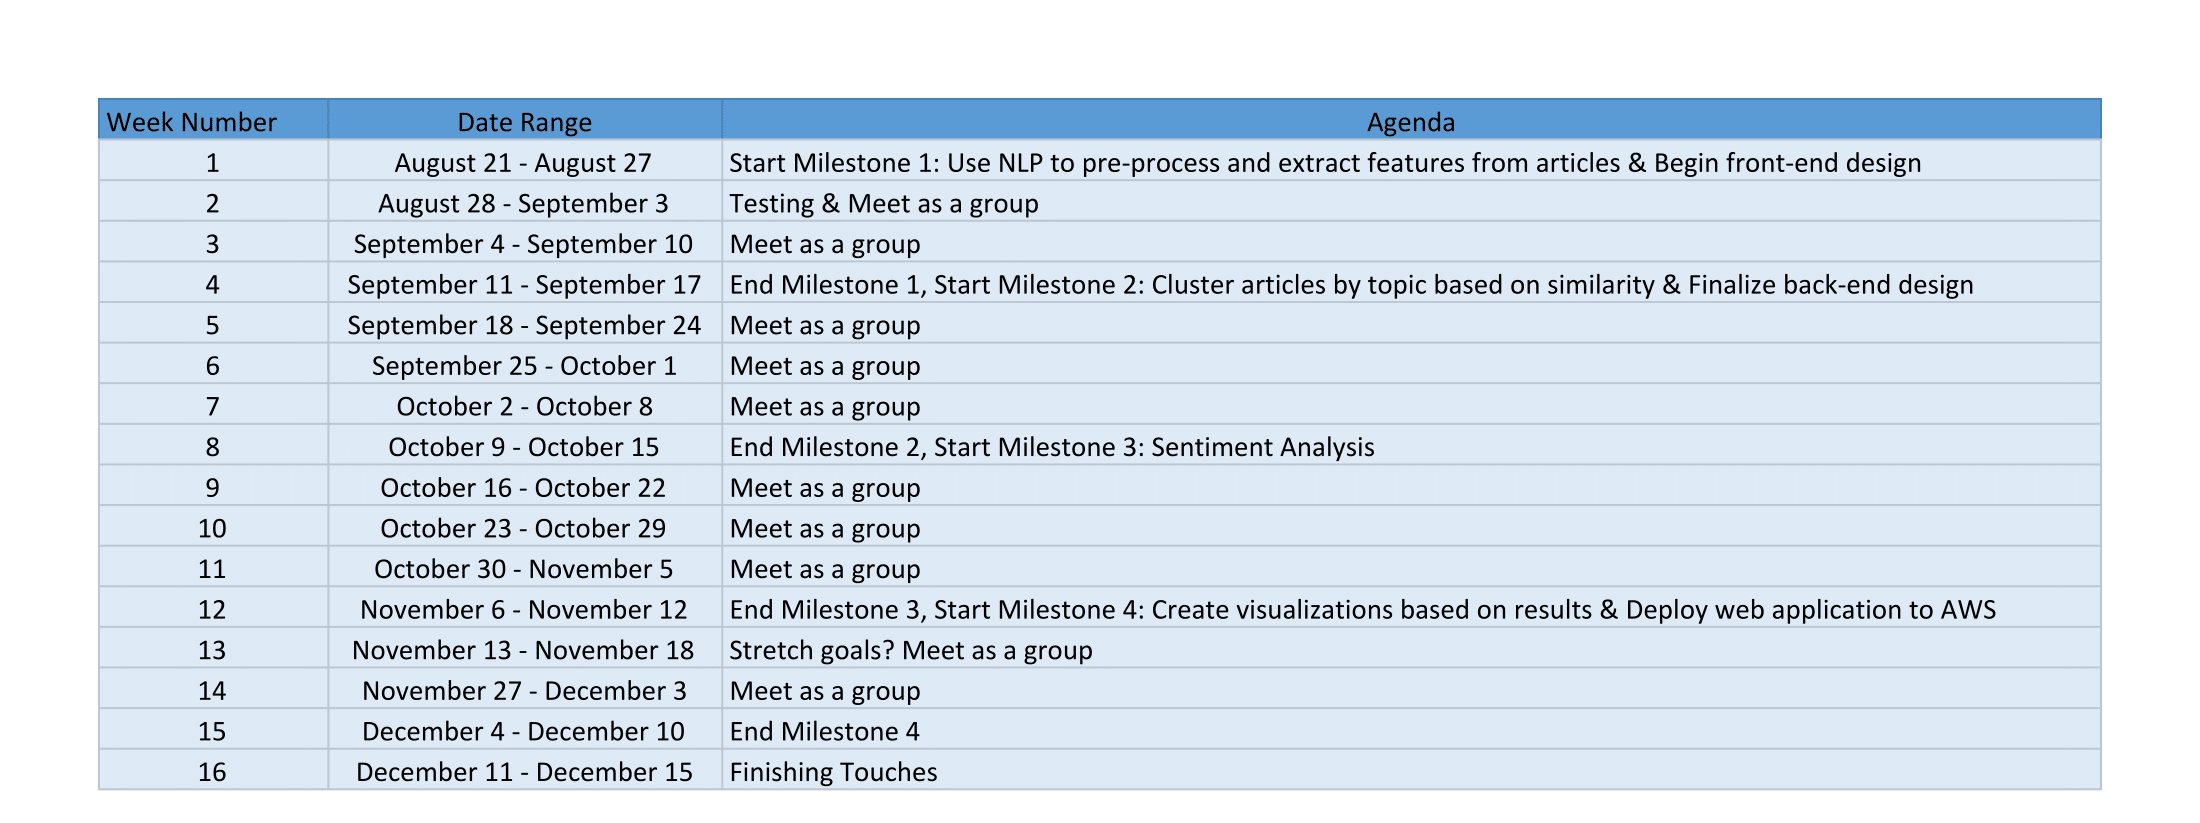 Week Number Date Range Agenda
1 August 21 - August 27 Start Milestone 1: Use NLP to pre-process and extract features from articles & Begin front-end design
2 August 28 - September 3 Testing & Meet as a group
3 September 4 - September 10 Meet as a group
4 September 11 - September 17 End Milestone 1, Start Milestone 2: Cluster articles by topic based on similarity & Finalize back-end design
5 September 18 - September 24 Meet as a group
6 September 25 - October 1 Meet as a group
7 October 2 - October 8 Meet as a group
8 October 9 - October 15 End Milestone 2, Start Milestone 3: Sentiment Analysis
9 October 16 - October 22 Meet as a group
10 October 23 - October 29 Meet as a group
11 October 30 - November 5 Meet as a group
12 November 6 - November 12 End Milestone 3, Start Milestone 4: Create visualizations based on results & Deploy web application to AWS
13 November 13 - November 18 Stretch goals? Meet as a group
14 November 27 - December 3 Meet as a group
15 December 4 - December 10 End Milestone 4
16 December 11 - December 15 Finishing Touches